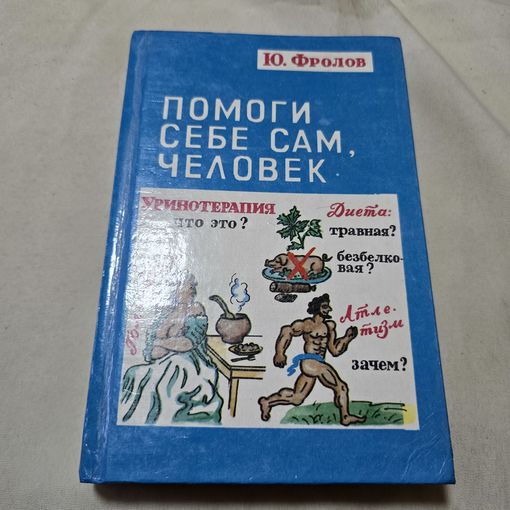 Ю. Фролов
ПОМОГИ
СЕБЕ САМ,
ЧЕЛОВЕК
УРИНОТЕРАПИЯ
что это?
Диета:
травная?
безбелко-
вая?
Атле-
тизм
зачем?